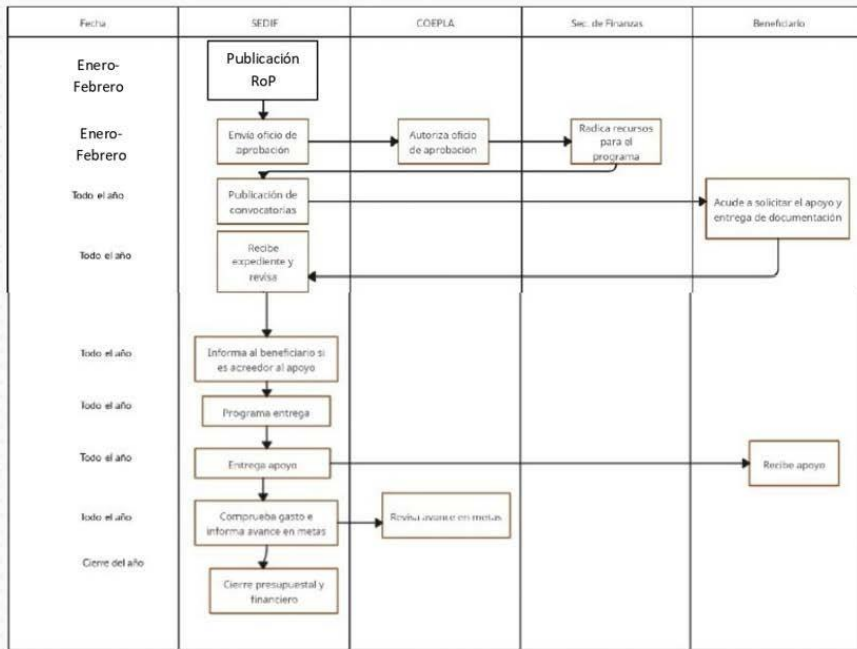 Fecha
SEDIF
COEPLA
Sec. de Finanzas
Beneficiario
Enero-
Febrero
Publicación
RoP
Enero-
Febrero
Envía oficio de
aprobación
Autoriza oficio
de aprobación
Radica recursos
para el
programa
Todo el año
Publicación de
convocatorias
Acude a solicitar el apoyo y
entrega de documentación
Todo el año
Recibe
expediente y
revisa
Todo el año
Informa al beneficiario si
es acreedor al apoyo
Todo el año
Programa entrega
Todo el año
Entrega apoyo
Recibe apoyo
Todo el año
Comprueba gasto e
informa avance en metas
Revisa avance en metas
Cierre del año
Cierre presupuestal y
financiero